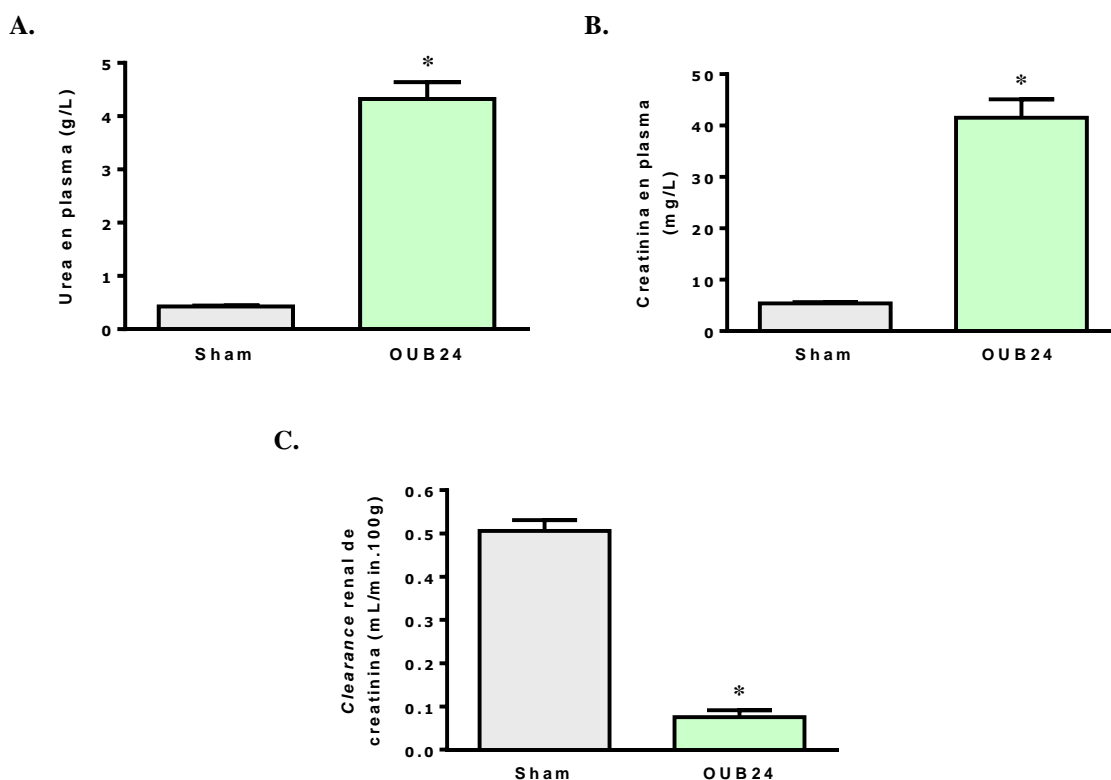 A.
Urea en plasma (g/L)
5
4
3
2
1
0
*
Sham
OUB24
B.
Creatinina en plasma
(mg/L)
50
40
30
20
10
0
*
Sham
OUB24
C.
Clearance renal de
creatinina (mL/min.100g)
0.6
0.5
0.4
0.3
0.2
0.1
0.0
*
Sham
OUB24